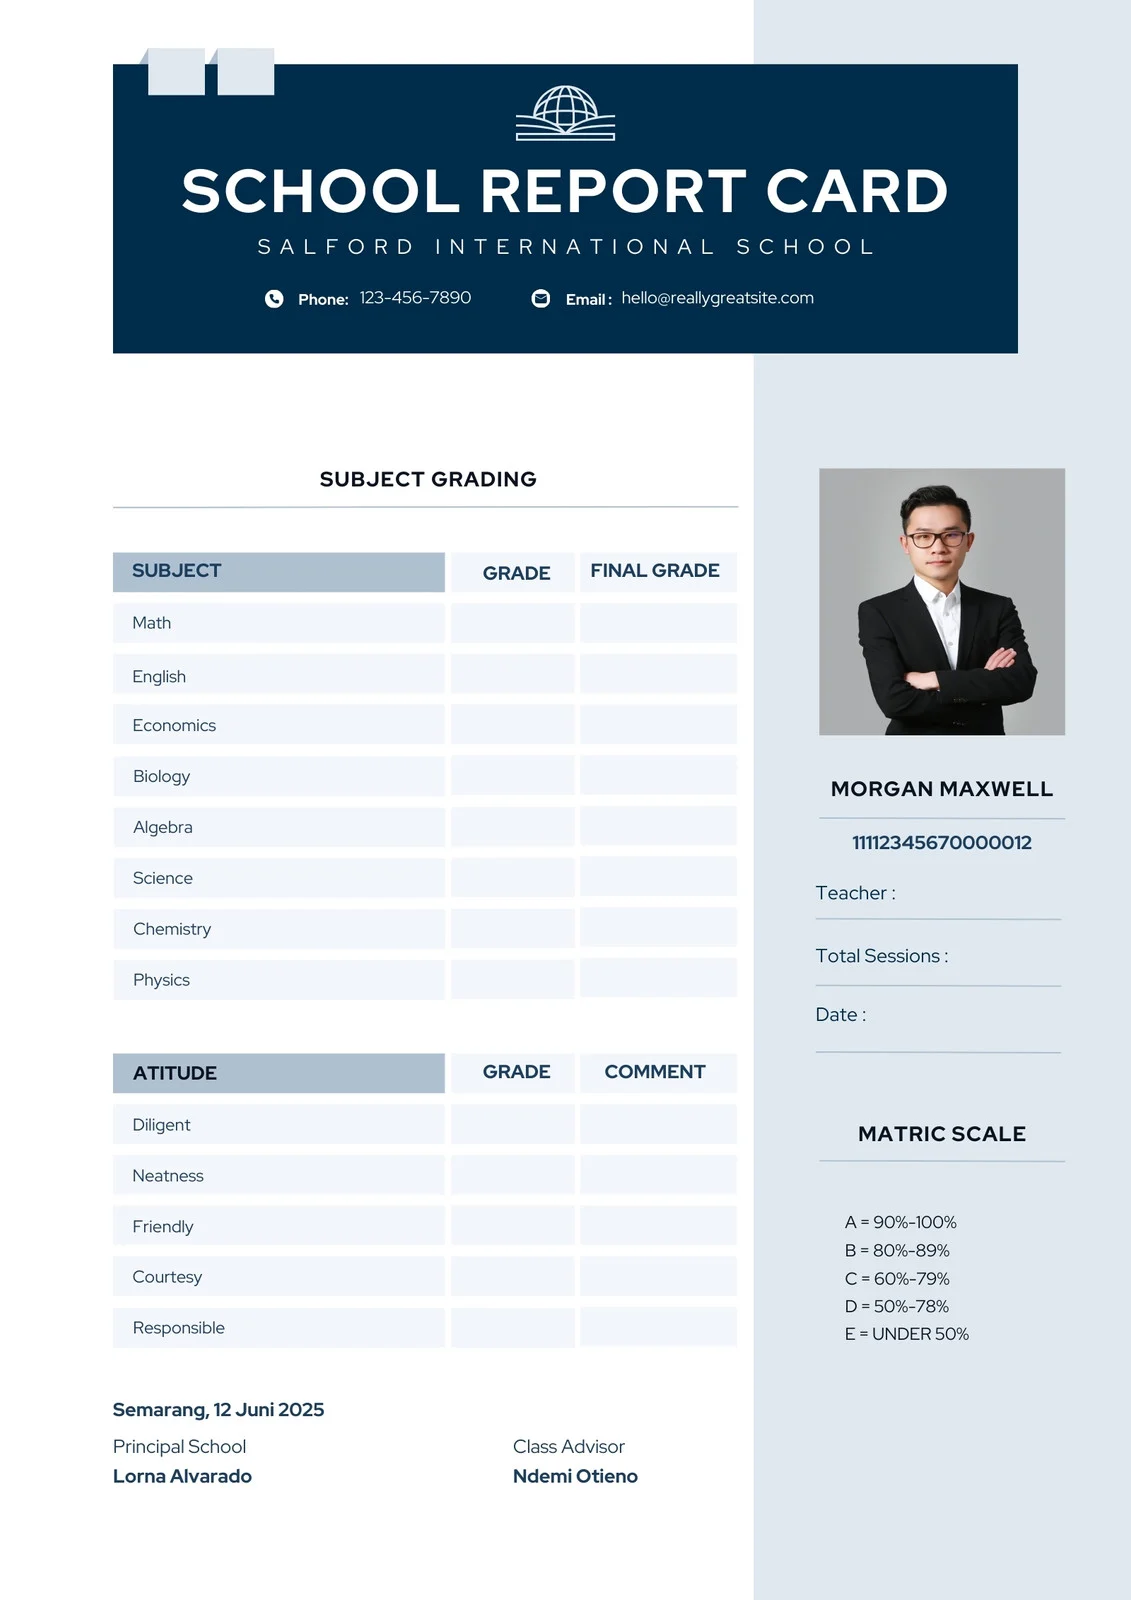 SCHOOL REPORT CARD
SALFORD INTERNATIONAL SCHOOL
Phone: 123-456-7890 Email : hello@reallygreatsite.com
SUBJECT GRADING
SUBJECT GRADE FINAL GRADE
Math
English
Economics
Biology
Algebra
Science
Chemistry
Physics
ATITUDE GRADE COMMENT
Diligent
Neatness
Friendly
Courtesy
Responsible
Semarang, 12 Juni 2025
Principal School
Lorna Alvarado
Class Advisor
Ndemi Otieno
MORGAN MAXWELL
11112345670000012
Teacher :
Total Sessions :
Date :
MATRIC SCALE
A = 90%-100%
B = 80%-89%
C = 60%-79%
D = 50%-78%
E = UNDER 50%